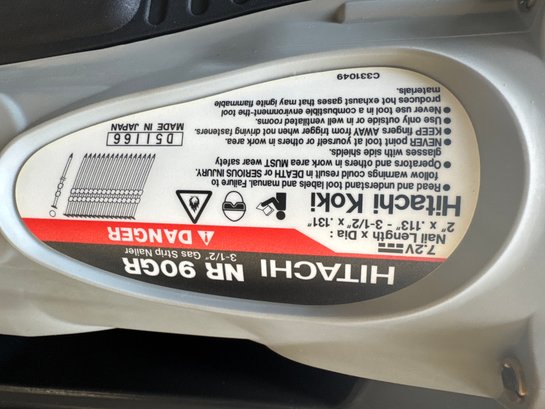 HITACHI NR 90GR
3-1/2" Gas Strip Nailer
7.2V
Nail Length x Dia :
2" x .113" - 3-1/2" x .131"
DANGER
Hitachi Koki
● Read and understand tool labels and manual. Failure to
follow warnings could result in DEATH or SERIOUS INJURY.
● Operators and others in work area MUST wear safety
glasses with side shields.
● NEVER point tool at yourself or others in work area.
● KEEP fingers AWAY from trigger when not driving fasteners.
● Use only outside or in well ventilated rooms.
● Never use tool in a combustible environment-the tool
produces hot exhaust gases that may ignite flammable
materials.
D51166
MADE IN JAPAN
C331049